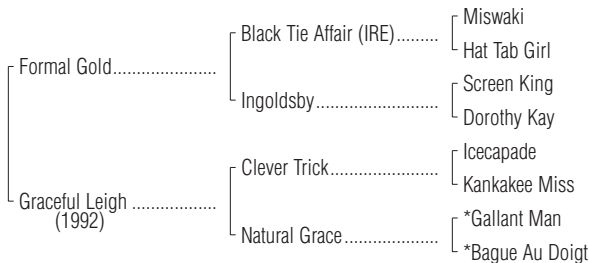 Miswaki
Black Tie Affair (IRE).........
Hat Tab Girl
Formal Gold.....................
Screen King
Ingoldsby........................
Dorothy Kay
Icecapade
Clever Trick......................
Kankakee Miss
Graceful Leigh .................
(1992)
*Gallant Man
Natural Grace...................
*Bague Au Doigt